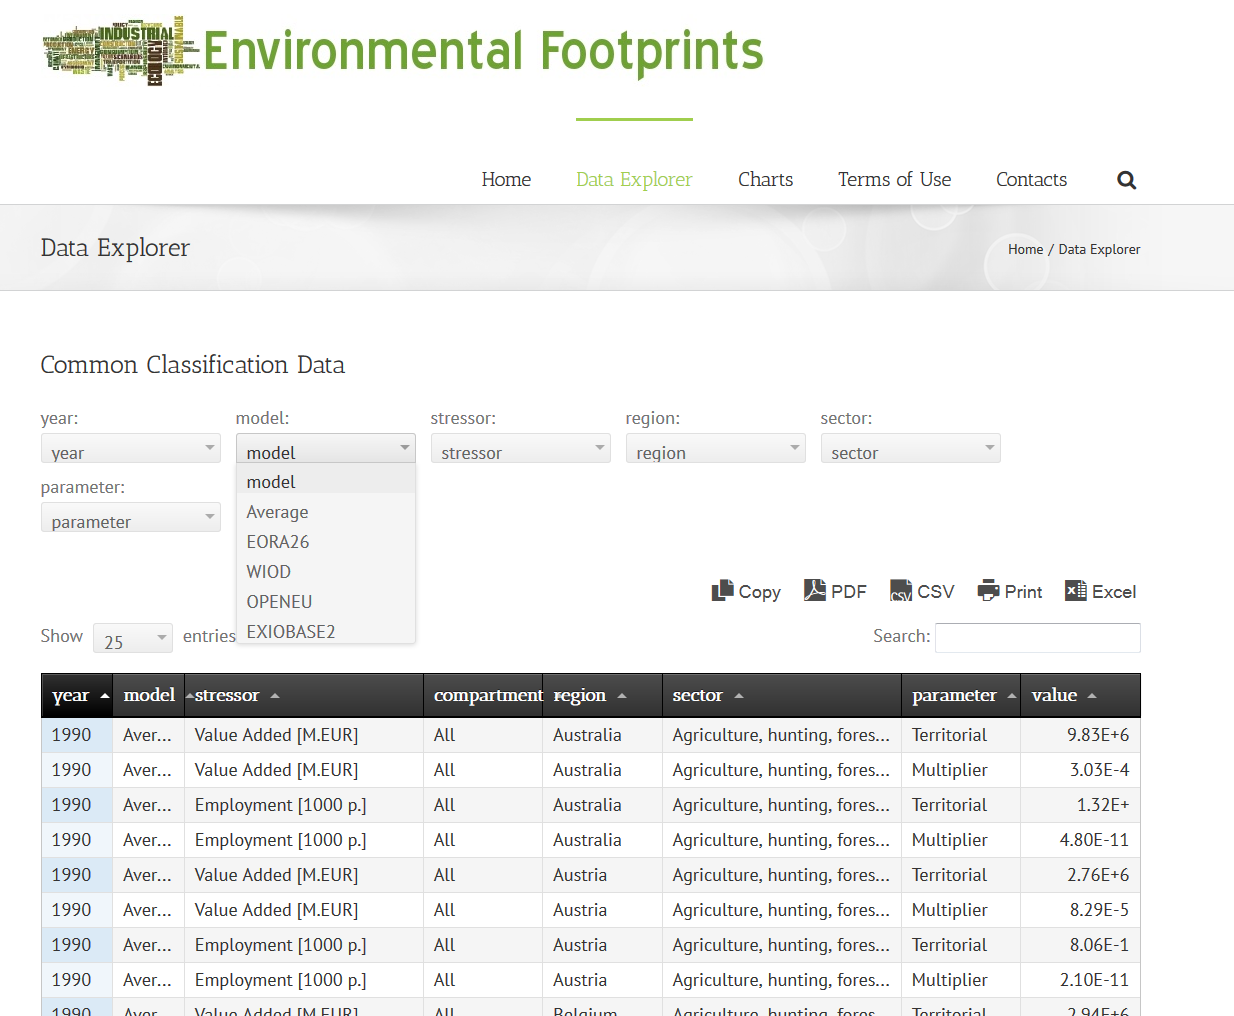 INDUSTRIAL
ECOLOGY
Environmental Footprints
Home Data Explorer Charts Terms of Use Contacts
Data Explorer
Home / Data Explorer
Common Classification Data
year: model: stressor: region: sector:
year model stressor region sector
parameter: model
parameter Average
EORA26
WIOD
OPENEU
EXIOBASE2
Copy PDF CSV Print Excel
Show 25 entries Search:
year model stressor compartment region sector parameter value
1990 Aver... Value Added [M.EUR] All Australia Agriculture, hunting, fores... Territorial 9.83E+6
1990 Aver... Value Added [M.EUR] All Australia Agriculture, hunting, fores... Multiplier 3.03E-4
1990 Aver... Employment [1000 p.] All Australia Agriculture, hunting, fores... Territorial 1.32E+
1990 Aver... Employment [1000 p.] All Australia Agriculture, hunting, fores... Multiplier 4.80E-11
1990 Aver... Value Added [M.EUR] All Austria Agriculture, hunting, fores... Territorial 2.76E+6
1990 Aver... Value Added [M.EUR] All Austria Agriculture, hunting, fores... Multiplier 8.29E-5
1990 Aver... Employment [1000 p.] All Austria Agriculture, hunting, fores... Territorial 8.06E-1
1990 Aver... Employment [1000 p.] All Austria Agriculture, hunting, fores... Multiplier 2.10E-11
1990 Aver... Value Added [M.EUR] All Belgium Agriculture, hunting, fores... Territorial 2.94E+6